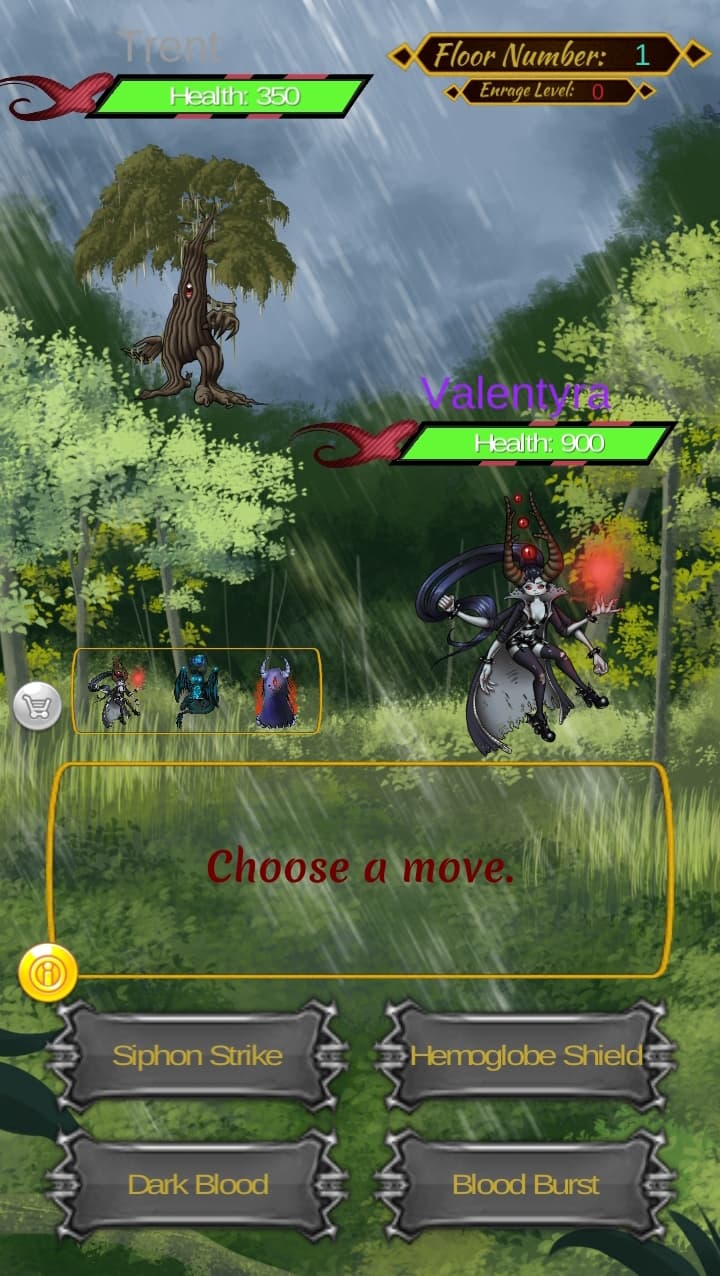 Trent
Floor Number: 1
Enrage Level: 0
Health: 350
Valentyra
Health: 900
Choose a move.
Siphon Strike
Hemoglobe Shield
Dark Blood
Blood Burst